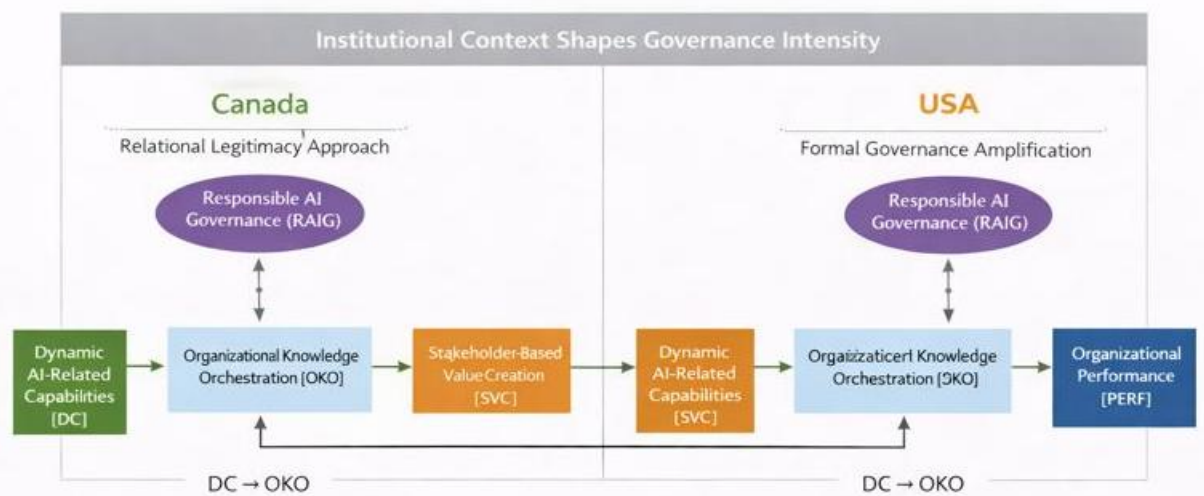 Institutional Context Shapes Governance Intensity
Canada
Relational Legitimacy Approach
Responsible AI
Governance (RAIG)
Dynamic
AI-Related
Capabilities
[DC]
Organizational Knowledge
Orchestration [OKO]
Stqkeholder-Based
Value Creation
[SVC]
DC → OKO
USA
Formal Governance Amplification
Responsible AI
Governance (RAIG)
Dynamic
AI-Related
Capabilities
[SVC]
Knowledge
Orchestration
Organizational
Performance
[PERF]
DC → OKO